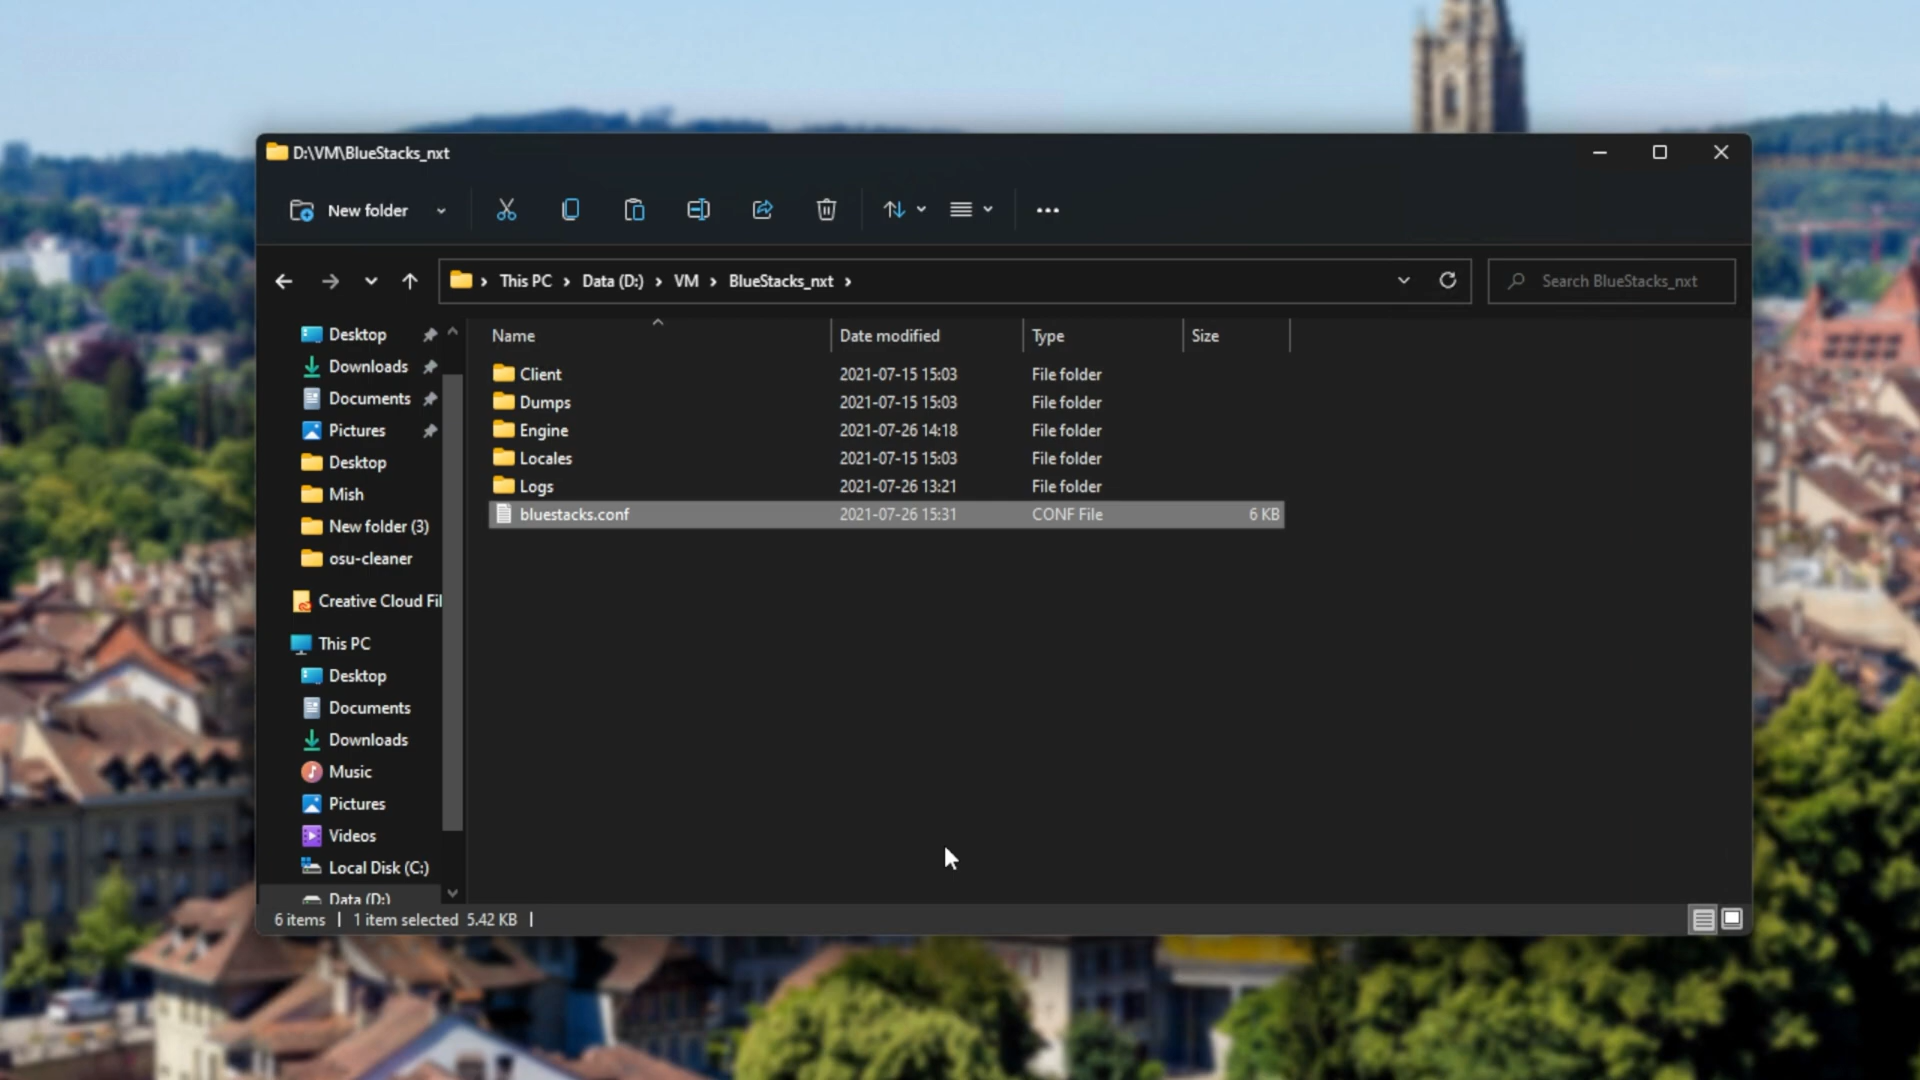 D:\VM\BlueStacks_nxt
New folder
This PC > Data (D:) > VM > BlueStacks_nxt >
Search BlueStacks_nxt
Desktop
Downloads
Documents
Pictures
Desktop
Mish
New folder (3)
osu-cleaner
Creative Cloud Fil
This PC
Desktop
Documents
Downloads
Music
Pictures
Videos
Local Disk (C:)
Data (D:)
Name Date modified Type Size
Client 2021-07-15 15:03 File folder
Dumps 2021-07-15 15:03 File folder
Engine 2021-07-26 14:18 File folder
Locales 2021-07-15 15:03 File folder
Logs 2021-07-26 13:21 File folder
bluestacks.conf 2021-07-26 15:31 CONF File 6 KB
6 items | 1 item selected 5.42 KB |